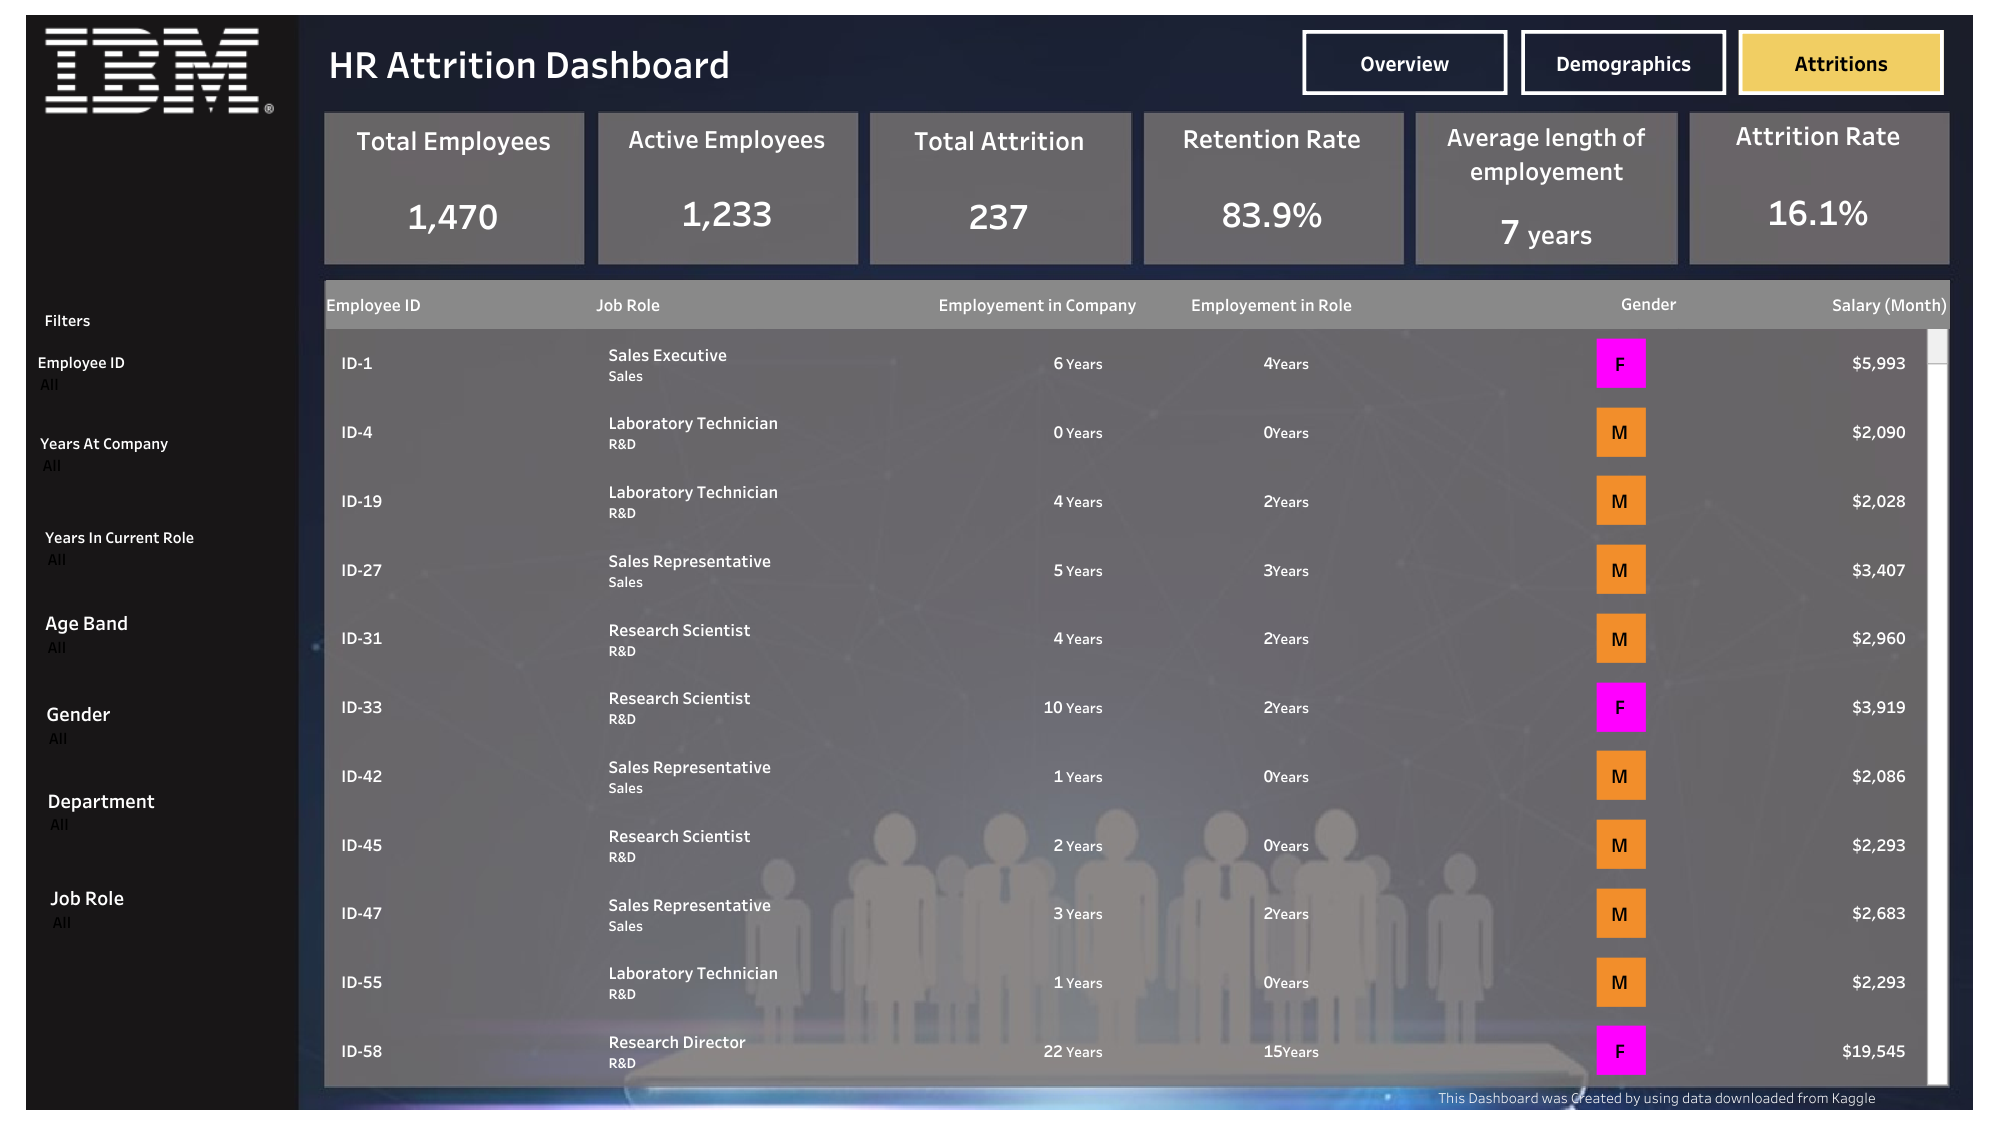 IBM®
HR Attrition Dashboard
Overview
Demographics
Attritions
Total Employees
1,470
Active Employees
1,233
Total Attrition
237
Retention Rate
83.9%
Average length of
employement
7 years
Attrition Rate
16.1%
Filters
Employee ID
All
Years At Company
All
Years In Current Role
All
Age Band
All
Gender
All
Department
All
Job Role
All
Employee ID Job Role Employement in Company Employement in Role Gender Salary (Month)
ID-1 Sales Executive 6 Years 4Years F $5,993
Sales
ID-4 Laboratory Technician 0 Years 0Years M $2,090
R&D
ID-19 Laboratory Technician 4 Years 2Years M $2,028
R&D
ID-27 Sales Representative 5 Years 3Years M $3,407
Sales
ID-31 Research Scientist 4 Years 2Years M $2,960
R&D
ID-33 Research Scientist 10 Years 2Years F $3,919
R&D
ID-42 Sales Representative 1 Years 0Years M $2,086
Sales
ID-45 Research Scientist 2 Years 0Years M $2,293
R&D
ID-47 Sales Representative 3 Years 2Years M $2,683
Sales
ID-55 Laboratory Technician 1 Years 0Years M $2,293
R&D
ID-58 Research Director 22 Years 15Years F $19,545
R&D
This Dashboard was Created by using data downloaded from Kaggle